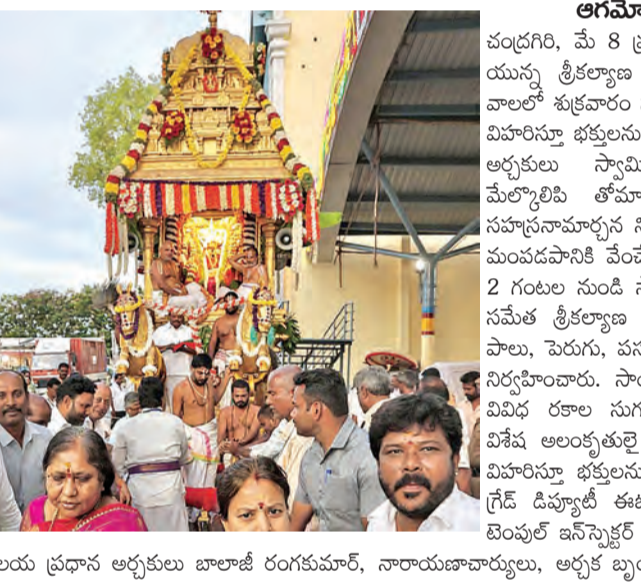 ఆగమో
చంద్రగిరి, మే 8
యున్న శ్రీకల్యాణ
వాలలో శుక్రవారం
విహరిస్తూ భక్తులను
అర్చకులు స్వామి
మేల్కొలిపి తోమా
సహస్రనామార్చన ని
మంపడపానికి వేంచే
2 గంటల నుండి
సమేత శ్రీకల్యాణ
పాలు, పెరుగు, పస
నిర్వహించారు. సాం
వివిధ రకాల సుగ
విశేష అలంకృతులై
విహరిస్తూ భక్తులను
గ్రేడ్ డిప్యూటీ ఈఓ
టెంపుల్ ఇన్‌స్పెక్టర్
లయ ప్రధాన అర్చకులు బాలాజీ రంగకుమార్, నారాయణాచార్యులు, అర్చక బృ